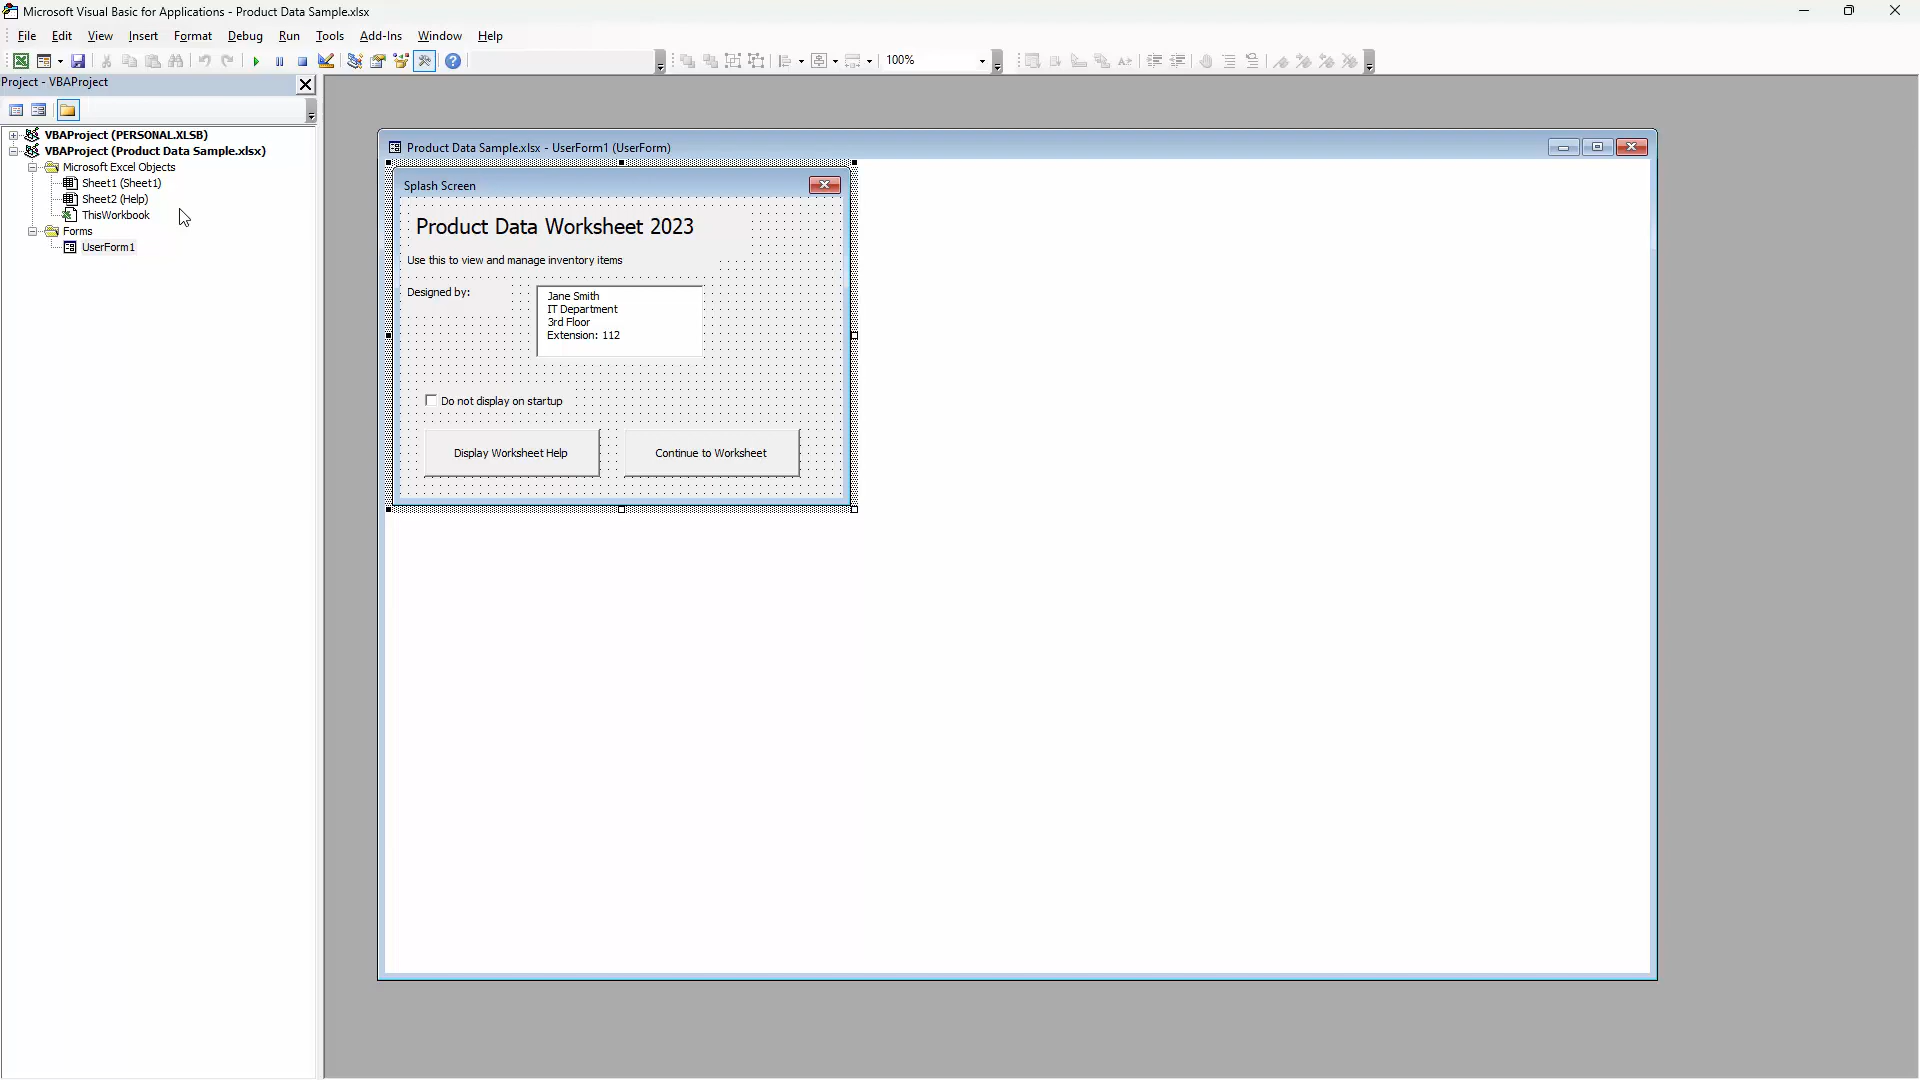 Microsoft Visual Basic for Applications - Product Data Sample.xlsx
File Edit View Insert Format Debug Run Tools Add-Ins Window Help
100%
Project - VBAProject
VBAProject (PERSONAL.XLSB)
VBAProject (Product Data Sample.xlsx)
Microsoft Excel Objects
Sheet1 (Sheet1)
Sheet2 (Help)
ThisWorkbook
Forms
UserForm1
Product Data Sample.xlsx - UserForm1 (UserForm)
Splash Screen
Product Data Worksheet 2023
Use this to view and manage inventory items
Designed by:
Jane Smith
IT Department
3rd Floor
Extension: 112
Do not display on startup
Display Worksheet Help
Continue to Worksheet